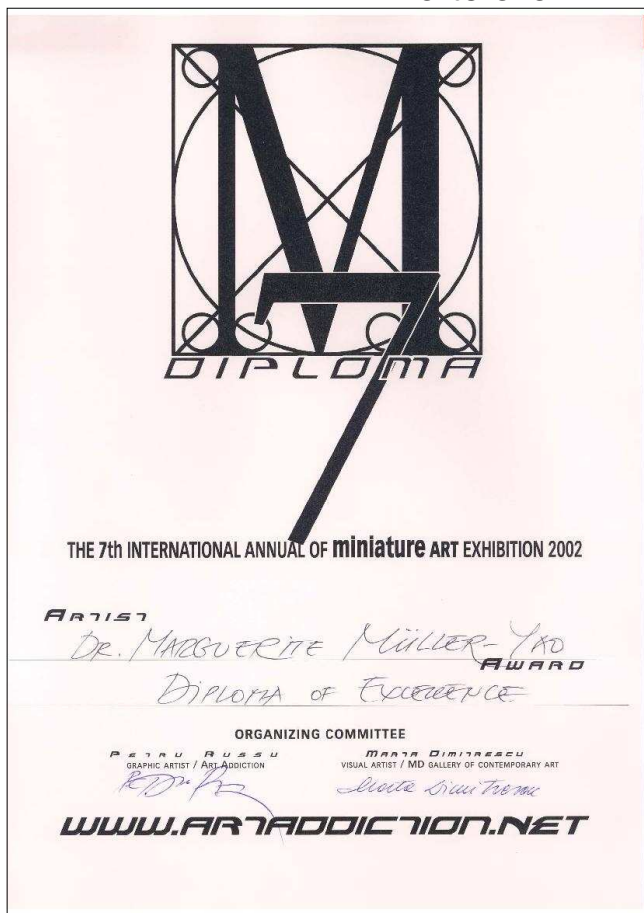 M
7
DIPLOMA
THE 7th INTERNATIONAL ANNUAL OF miniature ART EXHIBITION 2002
ARTIST
DR. MARGUERITE MÜLLER-YAO
AWARD
DIPLOMA OF EXCELLENCE
ORGANIZING COMMITTEE
PETRU RUSSU
GRAPHIC ARTIST / ART ADDICTION
MARTA DIMITRESCU
VISUAL ARTIST / MD GALLERY OF CONTEMPORARY ART
WWW.ARTADDICTION.NET